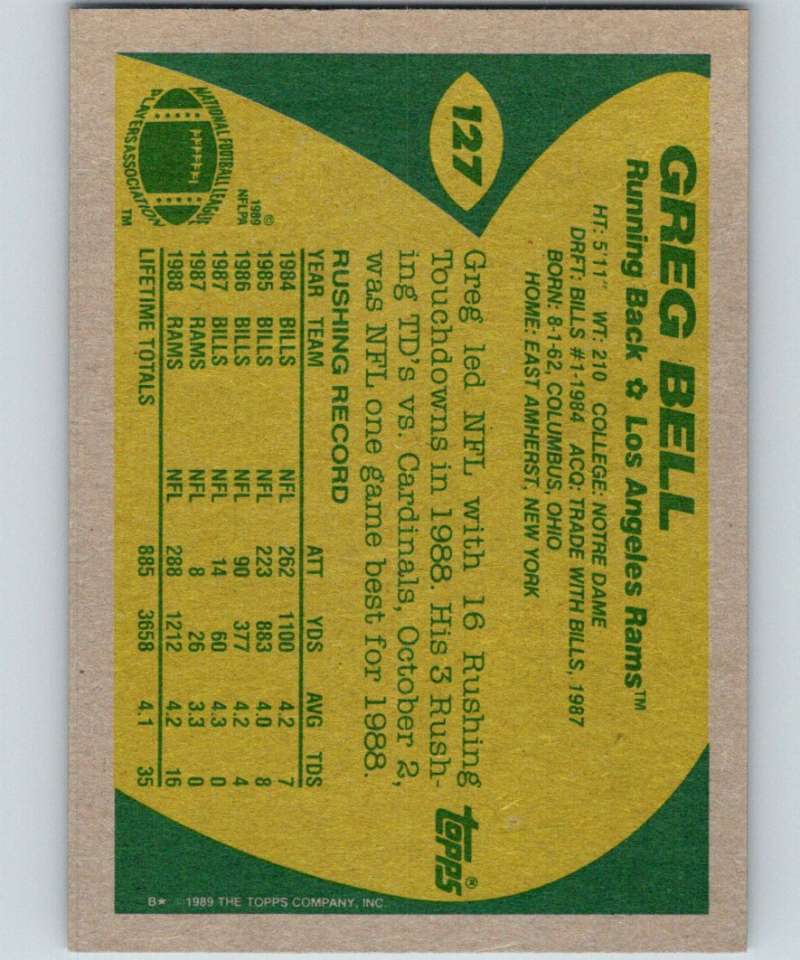 127
GREG BELL
Running Back ✿ Los Angeles Rams™
HT: 5'11" WT: 210 COLLEGE: NOTRE DAME
DRFT: BILLS #1-1984 ACQ: TRADE WITH BILLS, 1987
BORN: 8-1-62, COLUMBUS, OHIO
HOME: EAST AMHERST, NEW YORK
Greg led NFL with 16 Rushing
Touchdowns in 1988. His 3 Rush-
ing TD's vs. Cardinals, October 2,
was NFL one game best for 1988.
topps®
RUSHING RECORD
YEAR TEAM ATT YDS AVG TDS
1984 BILLS NFL 262 1100 4.2 7
1985 BILLS NFL 223 883 4.0 8
1986 BILLS NFL 90 377 4.2 4
1987 BILLS NFL 14 60 4.3 0
1987 RAMS NFL 8 26 3.3 0
1988 RAMS NFL 288 1212 4.2 16
LIFETIME TOTALS 885 3658 4.1 35
NATIONAL FOOTBALL LEAGUE
PLAYERS ASSOCIATION
TM
©
1989
NFLPA
B* ©1989 THE TOPPS COMPANY, INC.